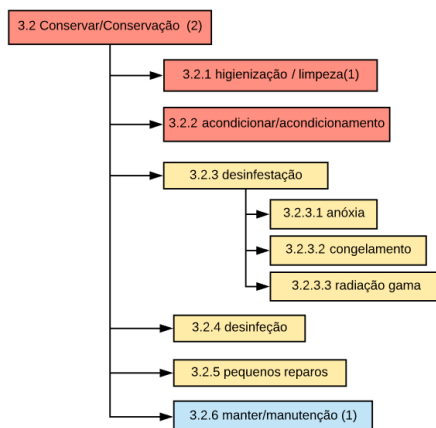 3.2 Conservar/Conservação (2)
3.2.1 higienização / limpeza(1)
3.2.2 acondicionar/acondicionamento
3.2.3 desinfestação
3.2.3.1 anóxia
3.2.3.2 congelamento
3.2.3.3 radiação gama
3.2.4 desinfeção
3.2.5 pequenos reparos
3.2.6 manter/manutenção (1)